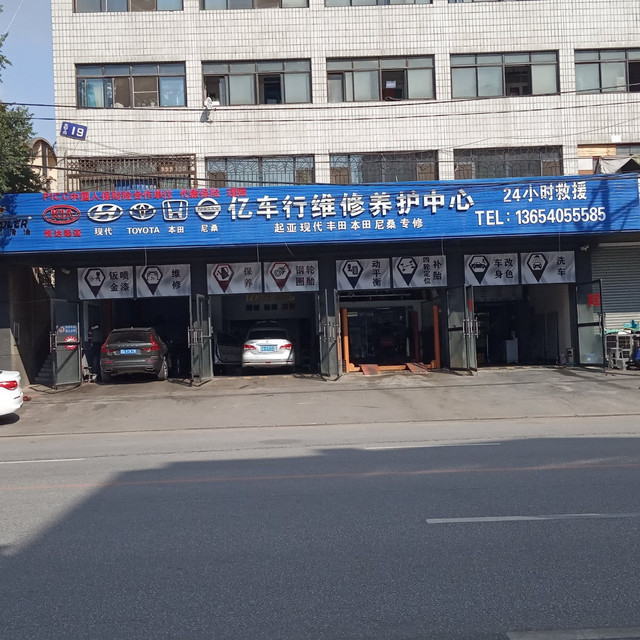 19
亿车行维修养护中心
24小时救援
TEL: 13654055585
起亚现代丰田本田尼桑专修
现代
TOYOTA
本田
尼桑
钣喷
金漆
维修
保养
钢轮
圈胎
动平衡
四轮定位
补胎
车改
身色
洗车